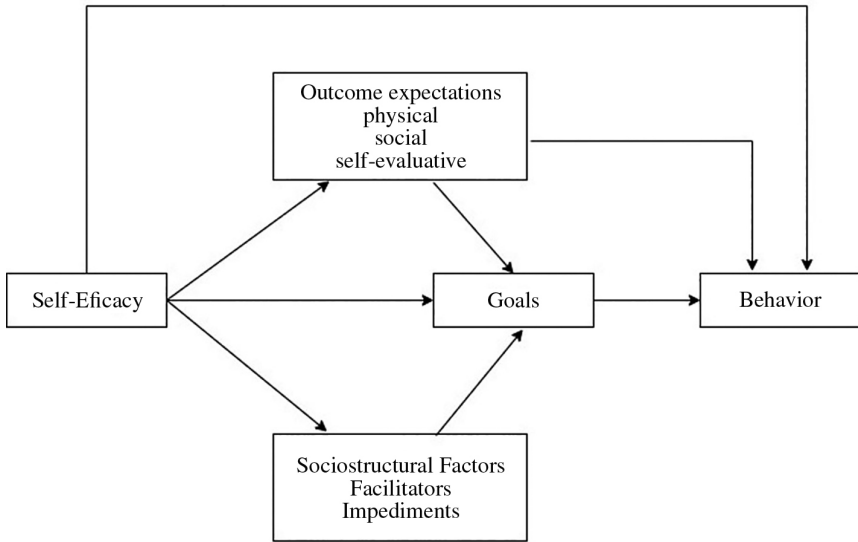 Outcome expectations
physical
social
self-evaluative
Self-Eficacy
Goals
Behavior
Sociostructural Factors
Facilitators
Impediments